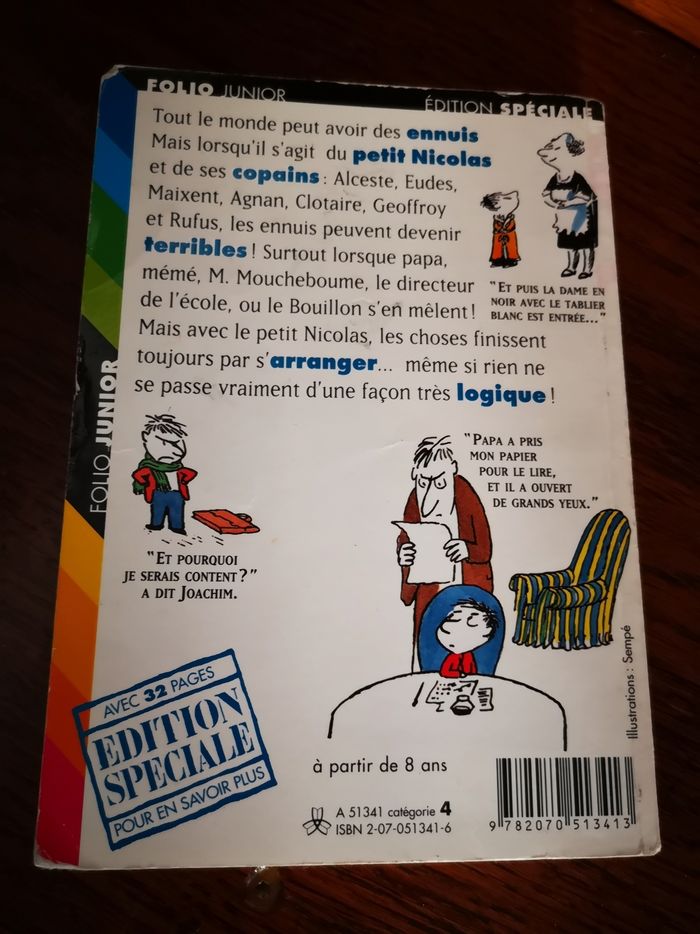 FOLIO JUNIOR
ÉDITION SPÉCIALE
Tout le monde peut avoir des ennuis
Mais lorsqu'il s'agit du petit Nicolas
et de ses copains : Alceste, Eudes,
Maixent, Agnan, Clotaire, Geoffroy
et Rufus, les ennuis peuvent devenir
terribles ! Surtout lorsque papa,
mémé, M. Moucheboume, le directeur
de l'école, ou le Bouillon s'en mêlent !
Mais avec le petit Nicolas, les choses finissent
toujours par s'arranger... même si rien ne
se passe vraiment d'une façon très logique !
"ET PUIS LA DAME EN
NOIR AVEC LE TABLIER
BLANC EST ENTRÉE..."
FOLIO JUNIOR
"PAPA A PRIS
MON PAPIER
POUR LE LIRE,
ET IL A OUVERT
DE GRANDS YEUX."
"ET POURQUOI
JE SERAIS CONTENT ?"
A DIT JOACHIM.
Illustrations : Sempé
AVEC 32 PAGES
EDITION
SPECIALE
POUR EN SAVOIR PLUS
à partir de 8 ans
A 51341 catégorie 4
ISBN 2-07-051341-6
9 782070 513413